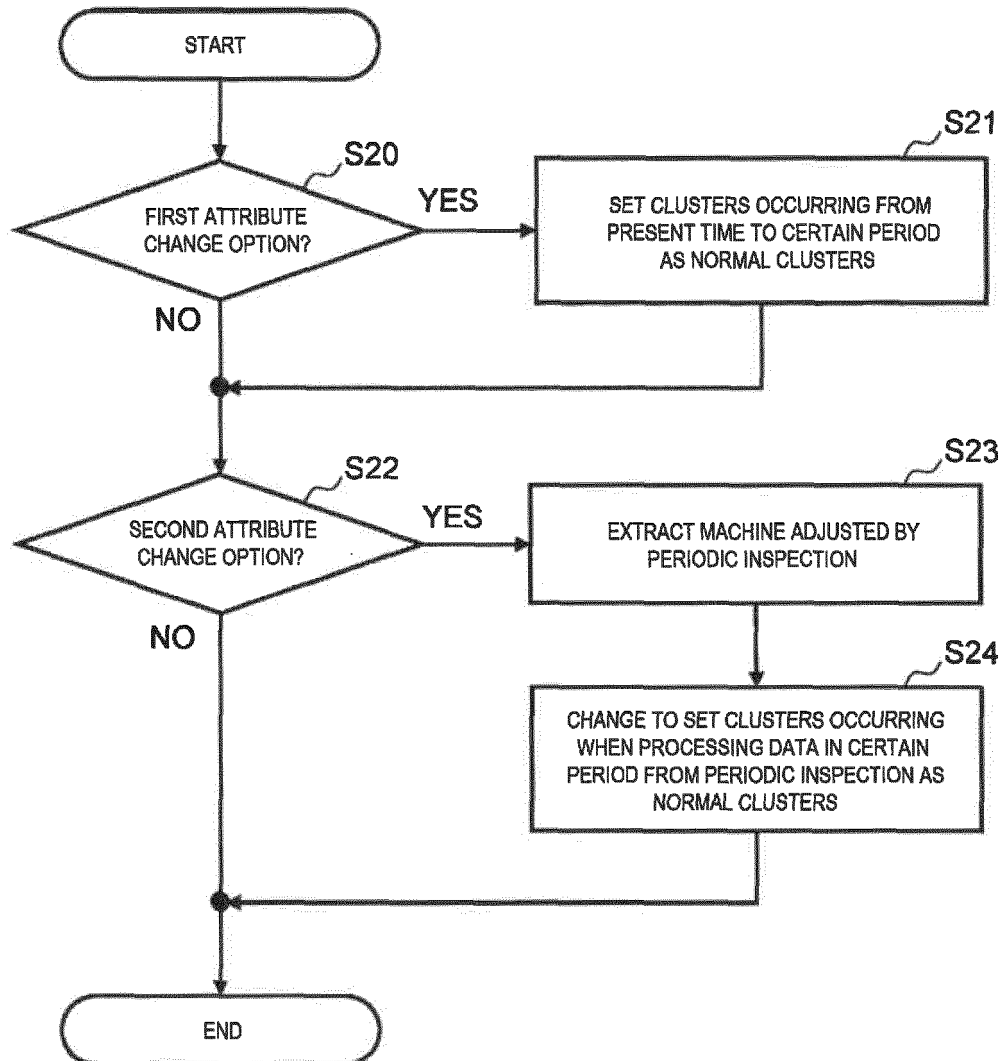 START
S20
FIRST ATTRIBUTE
CHANGE OPTION?
YES
NO
S21
SET CLUSTERS OCCURRING FROM
PRESENT TIME TO CERTAIN PERIOD
AS NORMAL CLUSTERS
S22
SECOND ATTRIBUTE
CHANGE OPTION?
YES
NO
S23
EXTRACT MACHINE ADJUSTED BY
PERIODIC INSPECTION
S24
CHANGE TO SET CLUSTERS OCCURRING
WHEN PROCESSING DATA IN CERTAIN
PERIOD FROM PERIODIC INSPECTION AS
NORMAL CLUSTERS
END